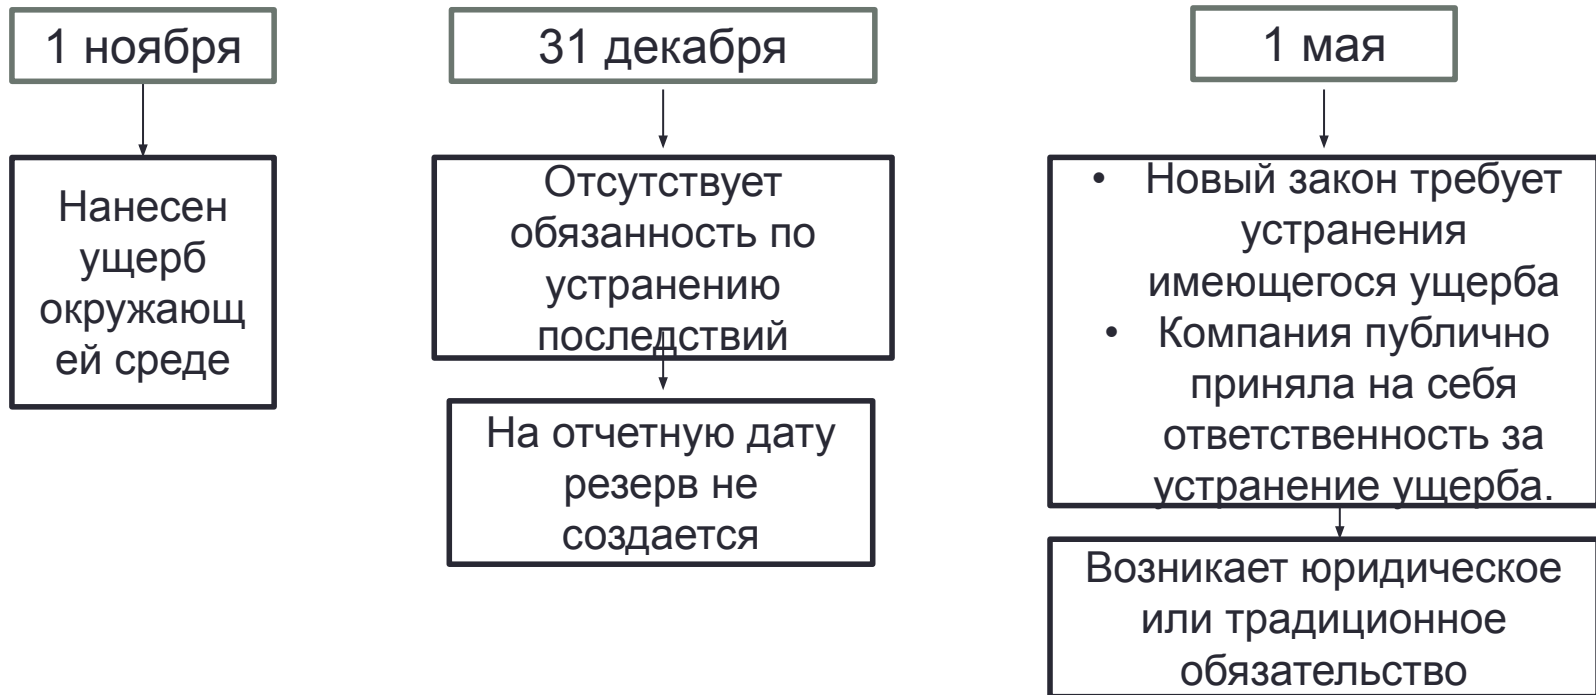 1 ноября
Нанесен
ущерб
окружающ
ей среде
31 декабря
Отсутствует
обязанность по
устранению
последствий
На отчетную дату
резерв не
создается
1 мая
• Новый закон требует
устранения
имеющегося ущерба
• Компания публично
приняла на себя
ответственность за
устранение ущерба.
Возникает юридическое
или традиционное
обязательство